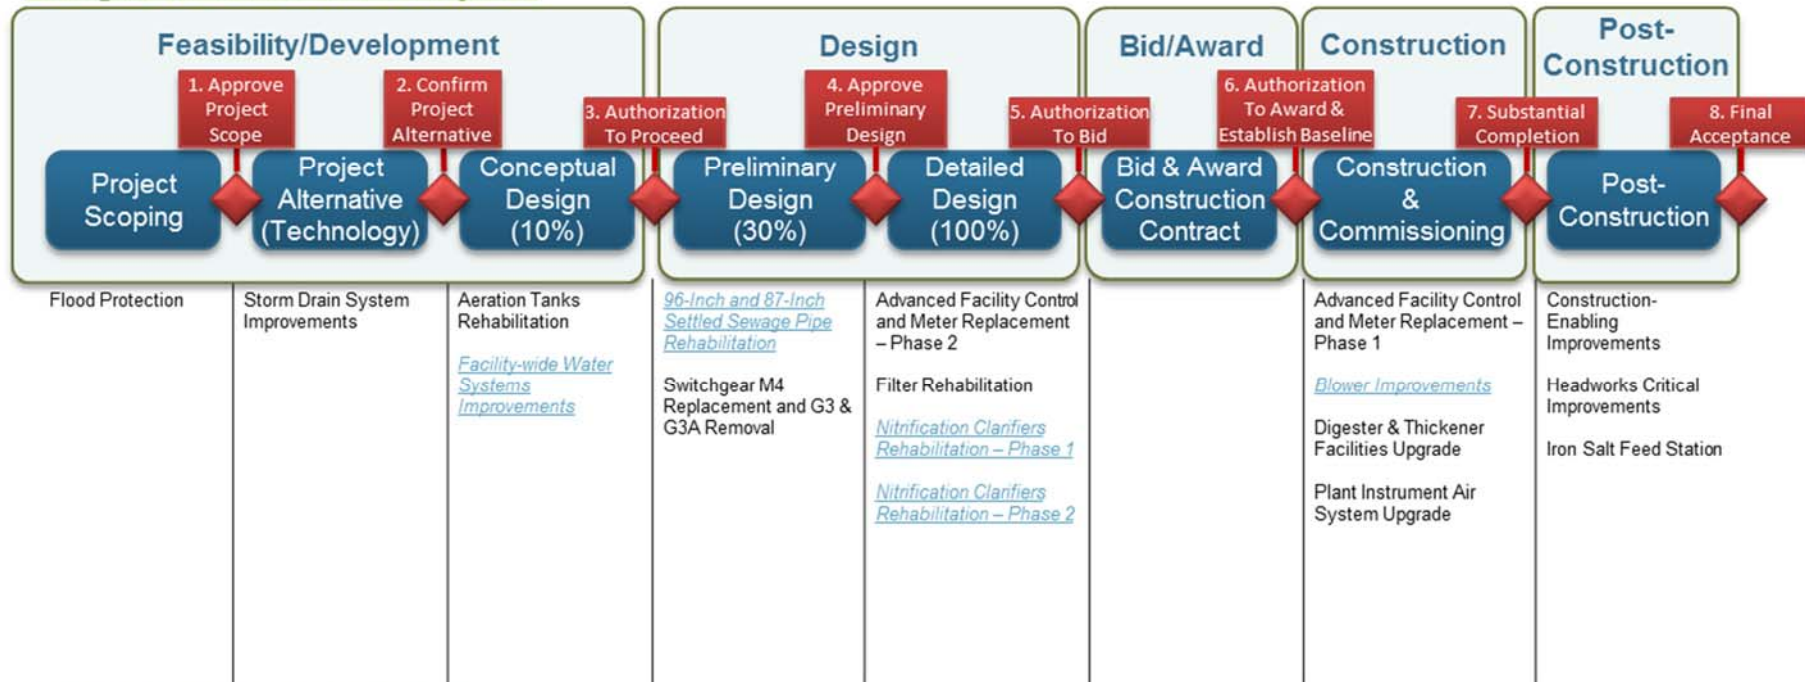 Feasibility/Development
Design
Bid/Award
Construction
Post-
Construction
1. Approve
Project
Scope
2. Confirm
Project
Alternative
3. Authorization
To Proceed
4. Approve
Preliminary
Design
5. Authorization
To Bid
6. Authorization
To Award &
Establish Baseline
7. Substantial
Completion
8. Final
Acceptance
Project
Scoping
Project
Alternative
(Technology)
Conceptual
Design
(10%)
Preliminary
Design
(30%)
Detailed
Design
(100%)
Bid & Award
Construction
Contract
Construction
&
Commissioning
Post-
Construction
Flood Protection
Storm Drain System
Improvements
Aeration Tanks
Rehabilitation
Facility-wide Water
Systems
Improvements
96-Inch and 87-Inch
Settled Sewage Pipe
Rehabilitation
Switchgear M4
Replacement and G3 &
G3A Removal
Advanced Facility Control
and Meter Replacement
– Phase 2
Filter Rehabilitation
Nitrification Clarifiers
Rehabilitation – Phase 1
Nitrification Clarifiers
Rehabilitation – Phase 2
Advanced Facility Control
and Meter Replacement –
Phase 1
Blower Improvements
Digester & Thickener
Facilities Upgrade
Plant Instrument Air
System Upgrade
Construction-
Enabling
Improvements
Headworks Critical
Improvements
Iron Salt Feed Station